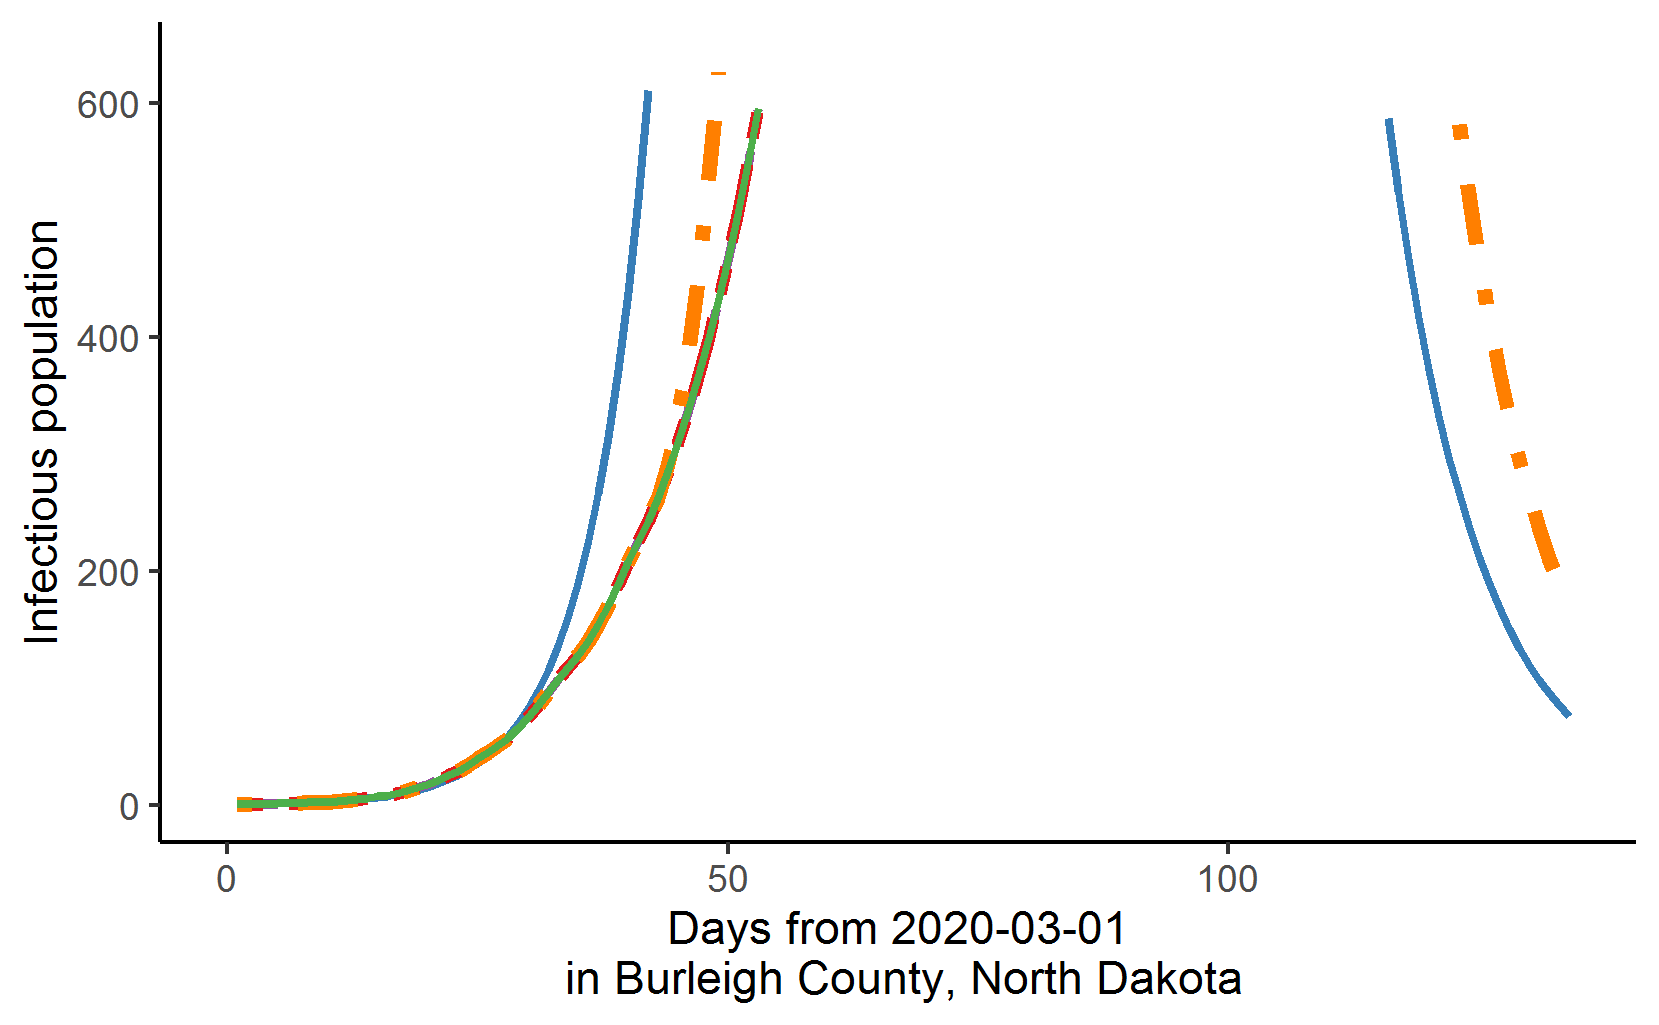 Infectious population
600
400
200
0
0 50 100
Days from 2020-03-01
in Burleigh County, North Dakota